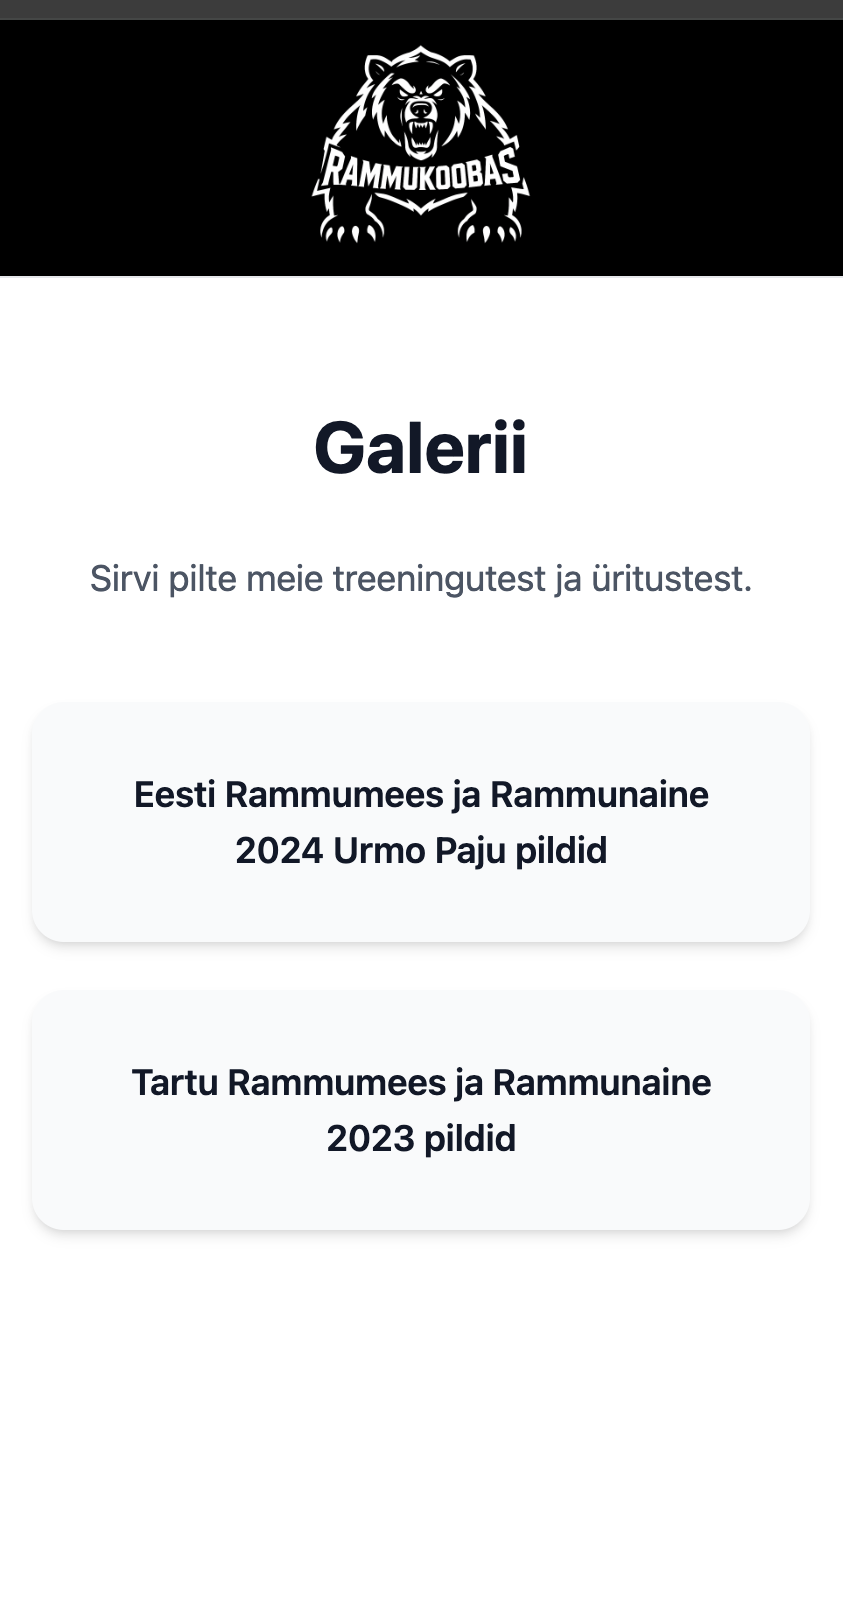 RAMMUKOOBAS
Galerii
Sirvi pilte meie treeningutest ja üritustest.
Eesti Rammumees ja Rammunaine
2024 Urmo Paju pildid
Tartu Rammumees ja Rammunaine
2023 pildid